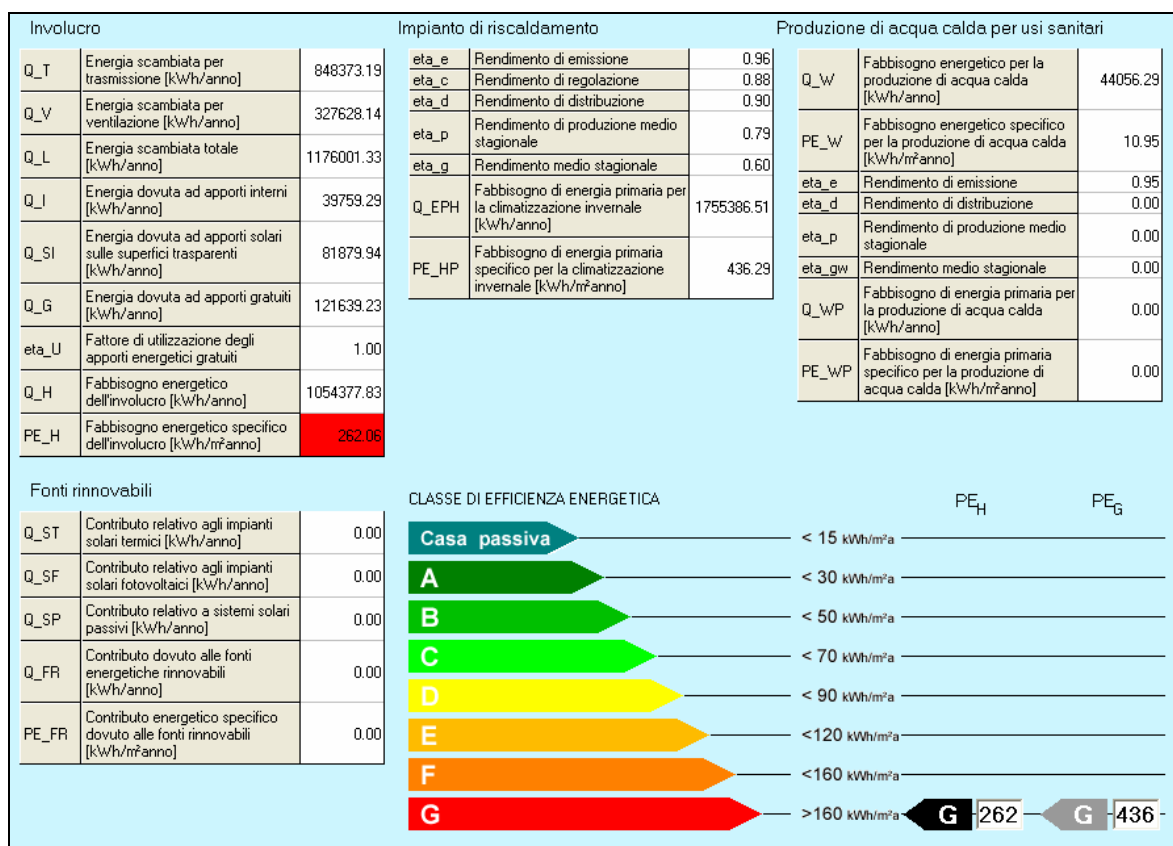 Involucro
Q_T Energia scambiata per
trasmissione [kWh/anno] 848373.19
Q_V Energia scambiata per
ventilazione [kWh/anno] 327628.14
Q_L Energia scambiata totale
[kWh/anno] 1176001.33
Q_I Energia dovuta ad apporti interni
[kWh/anno] 39759.29
Q_SI Energia dovuta ad apporti solari
sulle superfici trasparenti
[kWh/anno] 81879.94
Q_G Energia dovuta ad apporti gratuiti
[kWh/anno] 121639.23
eta_U Fattore di utilizzazione degli
apporti energetici gratuiti 1.00
Q_H Fabbisogno energetico
dell'involucro [kWh/anno] 1054377.83
PE_H Fabbisogno energetico specifico
dell'involucro [kWh/m²anno] 262.06
Impianto di riscaldamento
eta_e Rendimento di emissione 0.96
eta_c Rendimento di regolazione 0.88
eta_d Rendimento di distribuzione 0.90
eta_p Rendimento di produzione medio
stagionale 0.79
eta_g Rendimento medio stagionale 0.60
Q_EPH Fabbisogno di energia primaria per
la climatizzazione invernale
[kWh/anno] 1755386.51
PE_HP Fabbisogno di energia primaria
specifico per la climatizzazione
invernale [kWh/m²anno] 436.29
Produzione di acqua calda per usi sanitari
Q_W Fabbisogno energetico per la
produzione di acqua calda
[kWh/anno] 44056.29
PE_W Fabbisogno energetico specifico
per la produzione di acqua calda
[kWh/m²anno] 10.95
eta_e Rendimento di emissione 0.95
eta_d Rendimento di distribuzione 0.00
eta_p Rendimento di produzione medio
stagionale 0.00
eta_gw Rendimento medio stagionale 0.00
Q_WP Fabbisogno di energia primaria per
la produzione di acqua calda
[kWh/anno] 0.00
PE_WP Fabbisogno di energia primaria
specifico per la produzione di
acqua calda [kWh/m²anno] 0.00
Fonti rinnovabili
Q_ST Contributo relativo agli impianti
solari termici [kWh/anno] 0.00
Q_SF Contributo relativo agli impianti
solari fotovoltaici [kWh/anno] 0.00
Q_SP Contributo relativo a sistemi solari
passivi [kWh/anno] 0.00
Q_FR Contributo dovuto alle fonti
energetiche rinnovabili
[kWh/anno] 0.00
PE_FR Contributo energetico specifico
dovuto alle fonti rinnovabili
[kWh/m²anno] 0.00
CLASSE DI EFFICIENZA ENERGETICA PE_H PE_G
Casa passiva < 15 kWh/m²a
A < 30 kWh/m²a
B < 50 kWh/m²a
C < 70 kWh/m²a
D < 90 kWh/m²a
E <120 kWh/m²a
F <160 kWh/m²a
G >160 kWh/m²a G 262 G 436